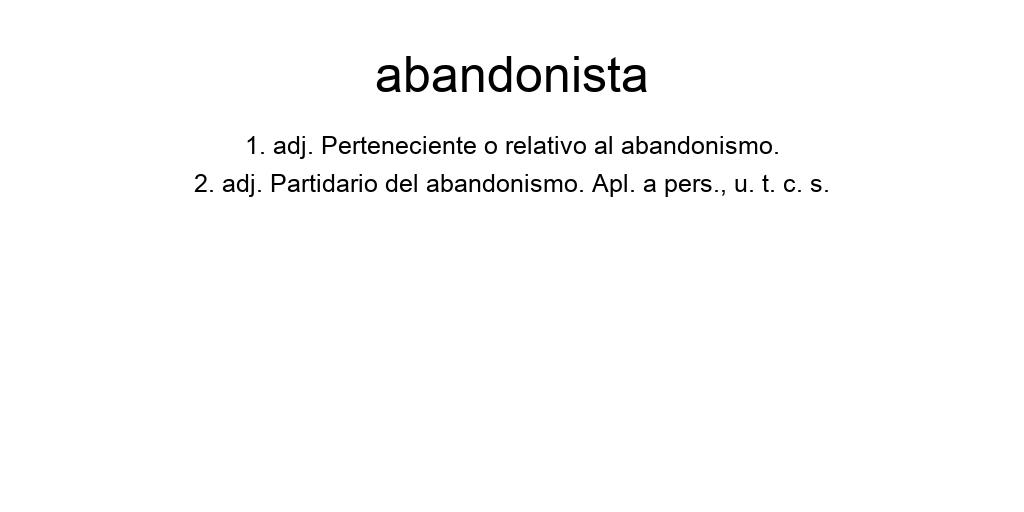 abandonista
1. adj. Perteneciente o relativo al abandonismo.
2. adj. Partidario del abandonismo. Apl. a pers., u. t. c. s.